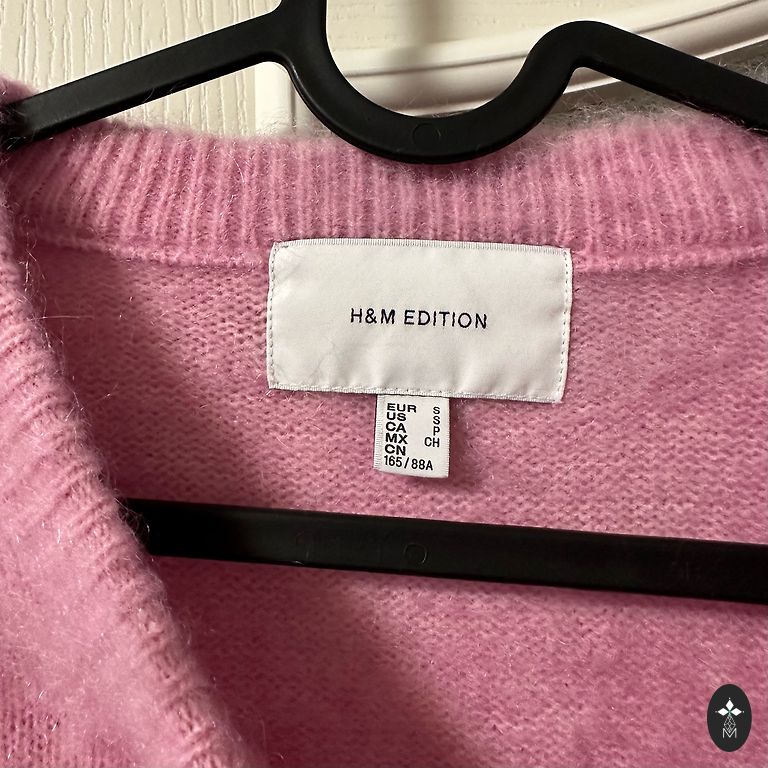 H&M EDITION
EUR S
US S
CA P
MX CH
CN
165/88A
M